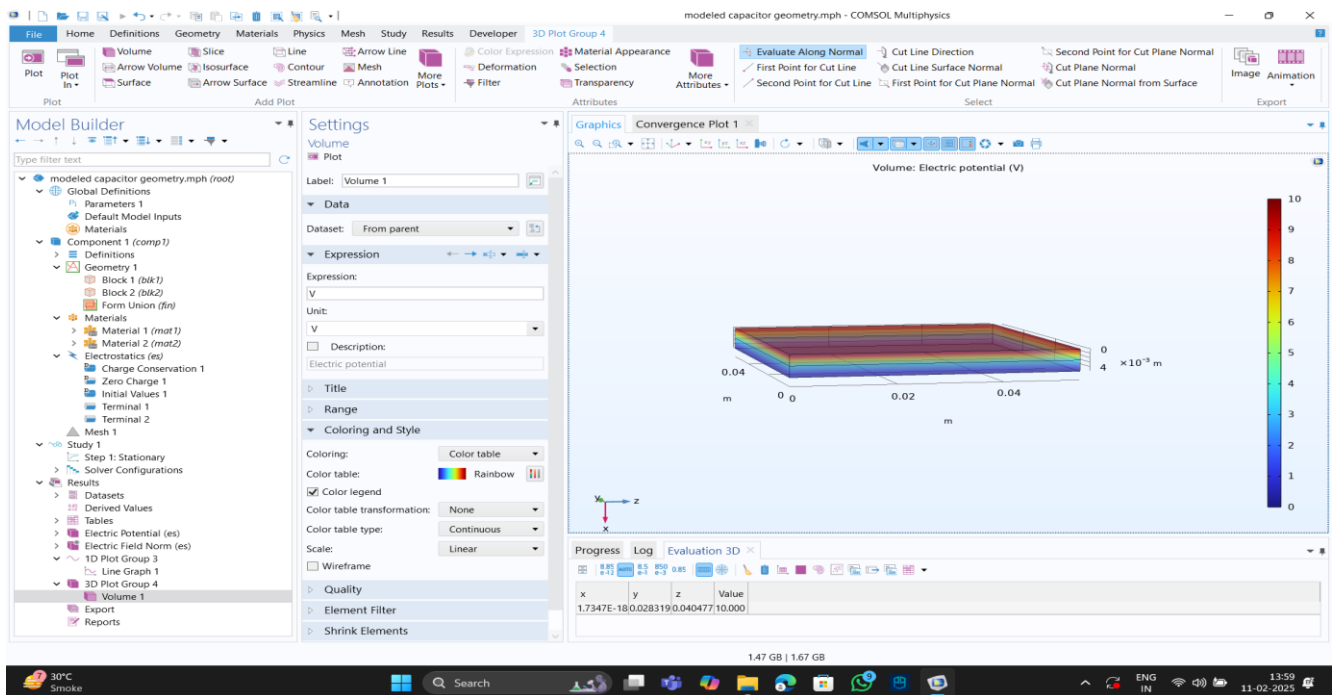 modeled capacitor geometry.mph - COMSOL Multiphysics
File Home Definitions Geometry Materials Physics Mesh Study Results Developer 3D Plot Group 4
Plot
Plot In
Plot
Volume Slice Line Arrow Line
Arrow Volume Isosurface Contour Mesh
Surface Arrow Surface Streamline Annotation
More Plots
Add Plot
Color Expression Material Appearance
Deformation Selection
Filter Transparency
More Attributes
Attributes
Evaluate Along Normal Cut Line Direction Second Point for Cut Plane Normal
First Point for Cut Line Cut Line Surface Normal Cut Plane Normal
Second Point for Cut Line First Point for Cut Plane Normal Cut Plane Normal from Surface
Select
Image Animation
Export
Model Builder
Type filter text
modeled capacitor geometry.mph (root)
Global Definitions
Pi Parameters 1
Default Model Inputs
Materials
Component 1 (comp1)
Definitions
Geometry 1
Block 1 (blk1)
Block 2 (blk2)
Form Union (fin)
Materials
Material 1 (mat1)
Material 2 (mat2)
Electrostatics (es)
Charge Conservation 1
Zero Charge 1
Initial Values 1
Terminal 1
Terminal 2
Mesh 1
Study 1
Step 1: Stationary
Solver Configurations
Results
Datasets
Derived Values
Tables
Electric Potential (es)
Electric Field Norm (es)
1D Plot Group 3
Line Graph 1
3D Plot Group 4
Volume 1
Export
Reports
Settings
Volume
Plot
Label: Volume 1
Data
Dataset: From parent
Expression
Expression:
V
Unit:
V
Description:
Electric potential
Title
Range
Coloring and Style
Coloring: Color table
Color table: Rainbow
Color legend
Color table transformation: None
Color table type: Continuous
Scale: Linear
Wireframe
Quality
Element Filter
Shrink Elements
Graphics Convergence Plot 1
Volume: Electric potential (V)
10
9
8
7
6
5
4
3
2
1
0
0
4 ×10⁻³ m
0.04
m 0 0 0.02 0.04
m
y z
x
Progress Log Evaluation 3D
8.85 e-12 AUTO 8.5 e-1 850 e-3 0.85
x y z Value
1.7347E-18 0.028319 0.040477 10.000
1.47 GB | 1.67 GB
7
30°C
Smoke
Search
9
ENG
IN
13:59
11-02-2025